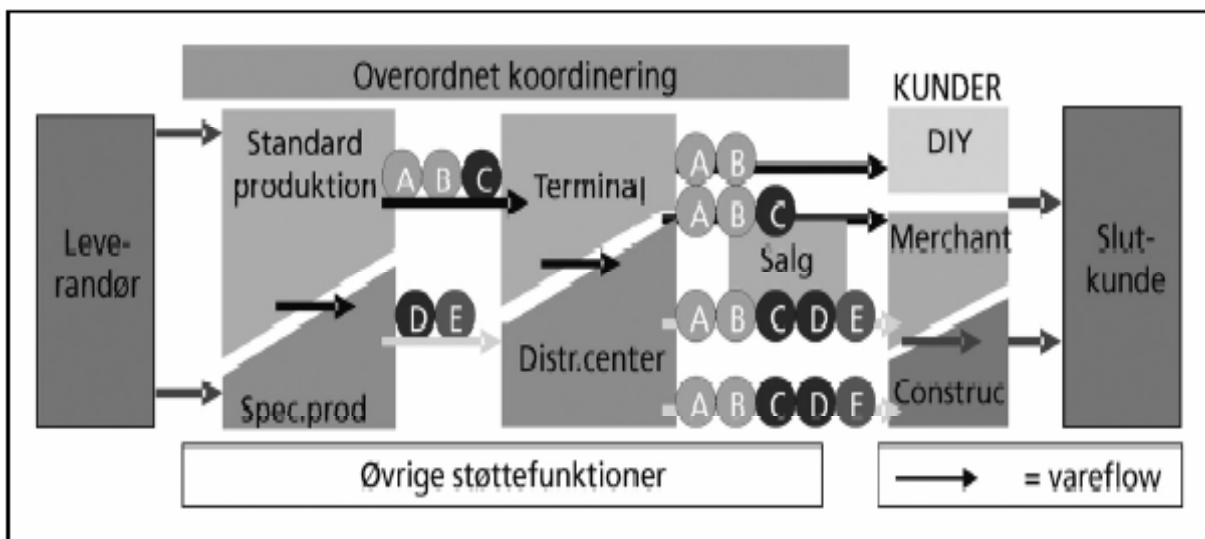 Overordnet koordinering
KUNDER
Leve-
randør
Standard
produktion
Spec.prod
A B C
D E
Terminal
Distr.center
A B
A B C
Salg
A B C D E
A B C D E
DIY
Merchant
Construc
Slut-
kunde
Øvrige støttefunktioner
= vareflow